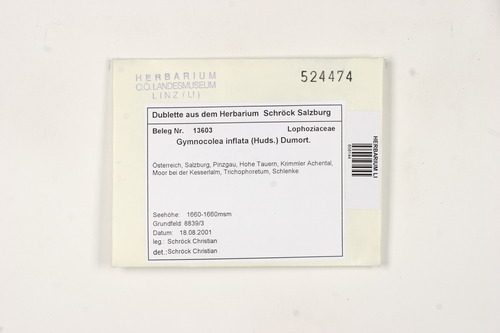 HERBARIUM
O.Ö. LANDESMUSEUM
LINZ (LI)
524474
Dublette aus dem Herbarium Schröck Salzburg
Beleg Nr. 13603 Lophoziaceae
Gymnocolea inflata (Huds.) Dumort.
Österreich, Salzburg, Pinzgau, Hohe Tauern, Krimmler Achental,
Moor bei der Kesserlalm, Trichophoretum, Schlenke.
Seehöhe: 1660-1660msm
Grundfeld: 8839/3
Datum: 18.08.2001
leg.: Schröck Christian
det.: Schröck Christian
HERBARIUM LI